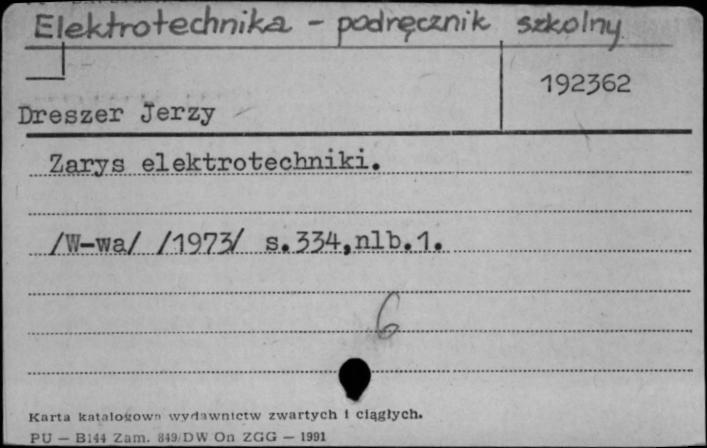 Elektrotechnika - podręcznik szkolny
192362
Dreszer Jerzy
Zarys elektrotechniki.
/W-wa/ /1973/ s.334,nlb.1.
6
Karta katalogowa wydawnictw zwartych i ciągłych.
PU — B144 Zam. 849/DW On ZGG — 1991